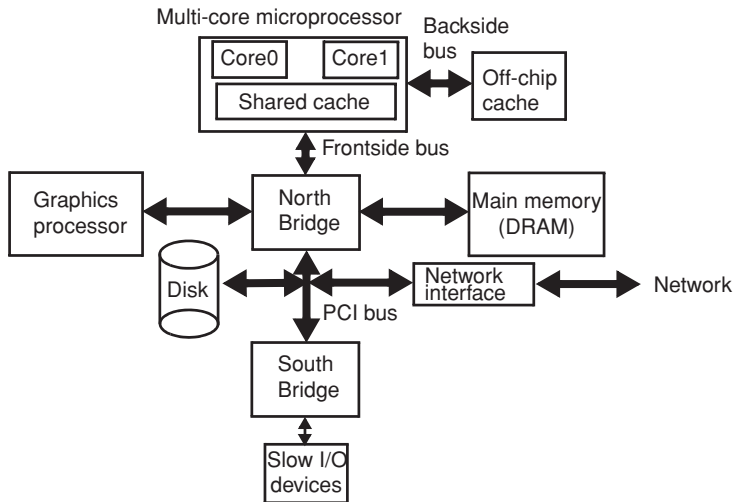 Multi-core microprocessor
Backside
bus
Core0
Core1
Shared cache
Off-chip
cache
Frontside bus
Graphics
processor
North
Bridge
Main memory
(DRAM)
Disk
Network
interface
Network
PCI bus
South
Bridge
Slow I/O
devices